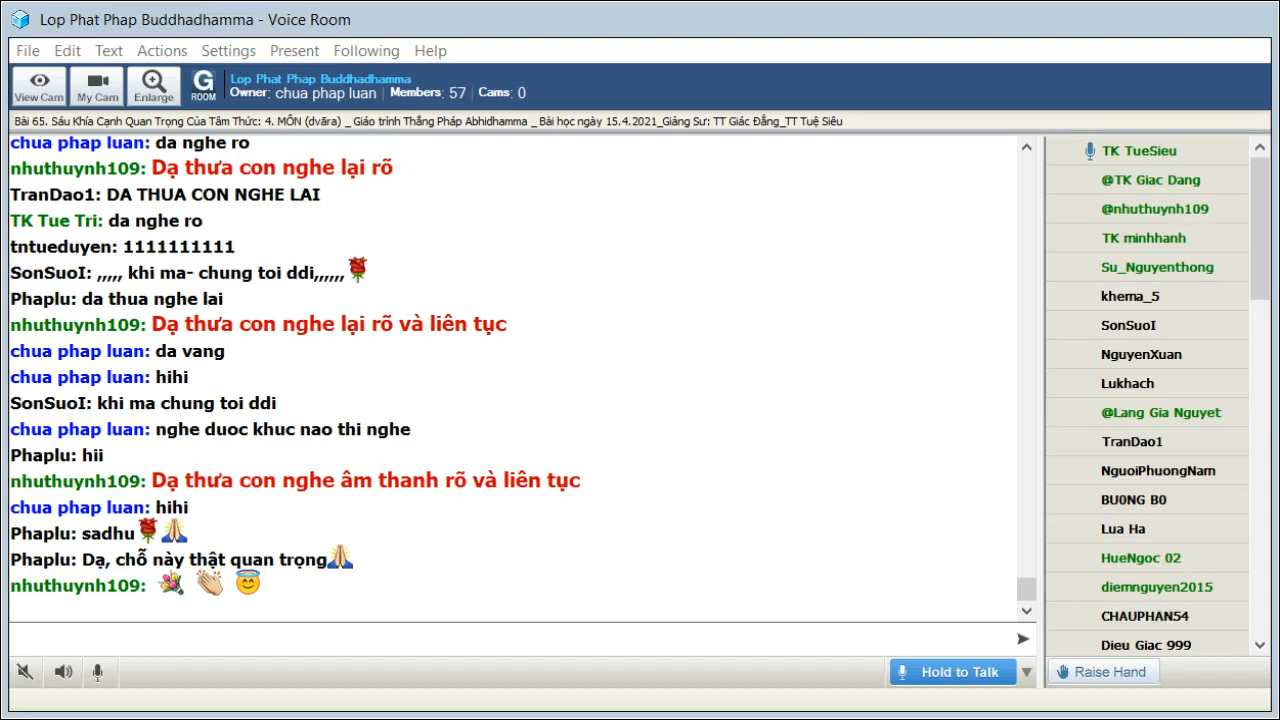 Lop Phat Phap Buddhadhamma - Voice Room
File Edit Text Actions Settings Present Following Help
View Cam My Cam Enlarge G ROOM
Lop Phat Phap Buddhadhamma
Owner: chua phap luan Members: 57 Cams: 0
Bài 65. Sáu Khía Cạnh Quan Trọng Của Tâm Thức: 4. MÔN (dvāra) _ Giáo trình Thắng Pháp Abhidhamma _ Bài học ngày 15.4.2021_Giảng Sư: TT Giác Đẳng_TT Tuệ Siêu
chua phap luan: da nghe ro
nhuthuynh109: Dạ thưa con nghe lại rõ
TranDao1: DA THUA CON NGHE LAI
TK Tue Tri: da nghe ro
tntueduyen: 1111111111
SonSuoI: ,,,,, khi ma- chung toi ddi,,,,,,
Phaplu: da thua nghe lai
nhuthuynh109: Dạ thưa con nghe lại rõ và liên tục
chua phap luan: da vang
chua phap luan: hihi
SonSuoI: khi ma chung toi ddi
chua phap luan: nghe duoc khuc nao thi nghe
Phaplu: hii
nhuthuynh109: Dạ thưa con nghe âm thanh rõ và liên tục
chua phap luan: hihi
Phaplu: sadhu
Phaplu: Dạ, chỗ này thật quan trọng
nhuthuynh109:
TK TueSieu
@TK Giac Dang
@nhuthuynh109
TK minhhanh
Su_Nguyenthong
khema_5
SonSuoI
NguyenXuan
Lukhach
@Lang Gia Nguyet
TranDao1
NguoiPhuongNam
BU0NG B0
Lua Ha
HueNgoc 02
diemnguyen2015
CHAUPHAN54
Dieu Giac 999
Hold to Talk
Raise Hand